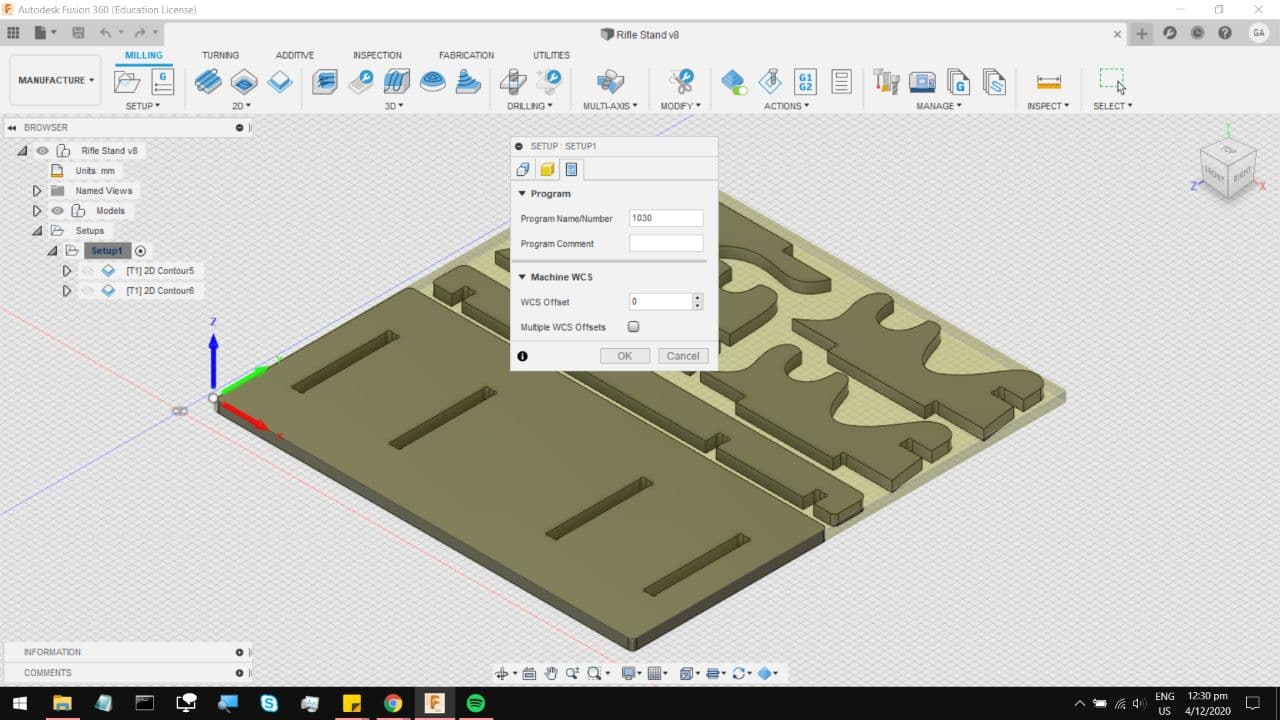 Autodesk Fusion 360 (Education License)
Rifle Stand v8
GA
MILLING TURNING ADDITIVE INSPECTION FABRICATION UTILITIES
MANUFACTURE
G
G1
G2
G
SETUP 2D 3D DRILLING MULTI-AXIS MODIFY ACTIONS MANAGE INSPECT SELECT
BROWSER
Rifle Stand v8
Units: mm
Named Views
Models
Setups
Setup1
[T1] 2D Contour5
[T1] 2D Contour6
SETUP : SETUP1
Program
Program Name/Number 1030
Program Comment
Machine WCS
WCS Offset 0
Multiple WCS Offsets
OK Cancel
Y
TOP
FRONT RIGHT
Z X
Z
Y
X
INFORMATION
COMMENTS
ENG 12:30 pm
US 4/12/2020